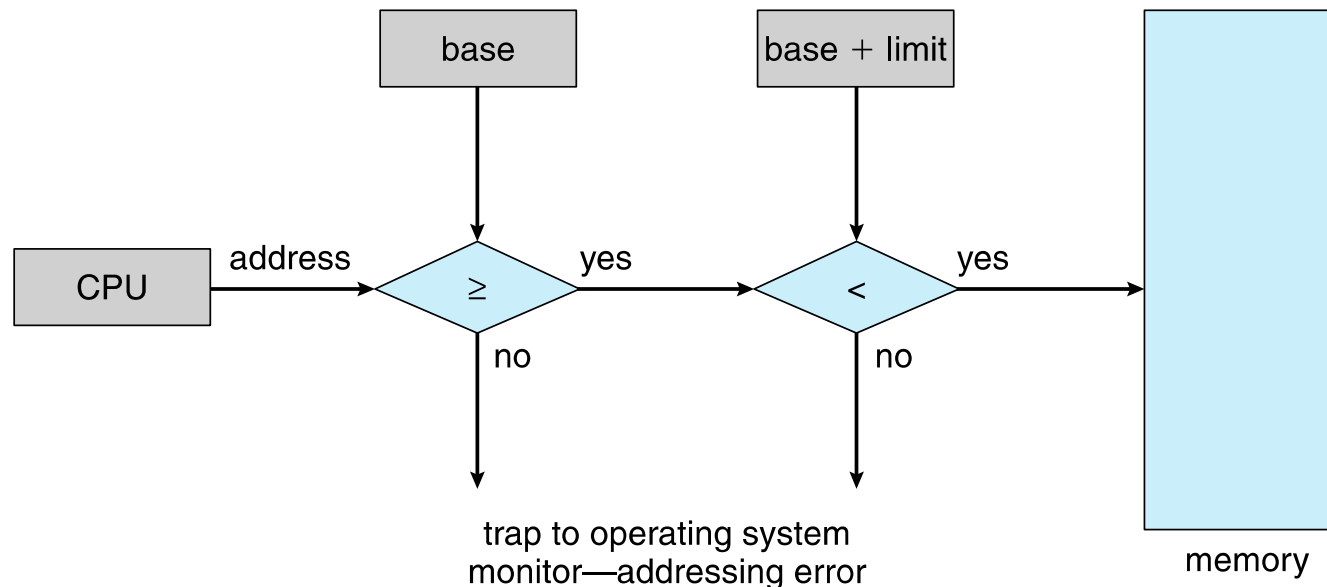 base
base + limit
CPU
address
≥
yes
<
yes
no
no
trap to operating system
monitor—addressing error
memory